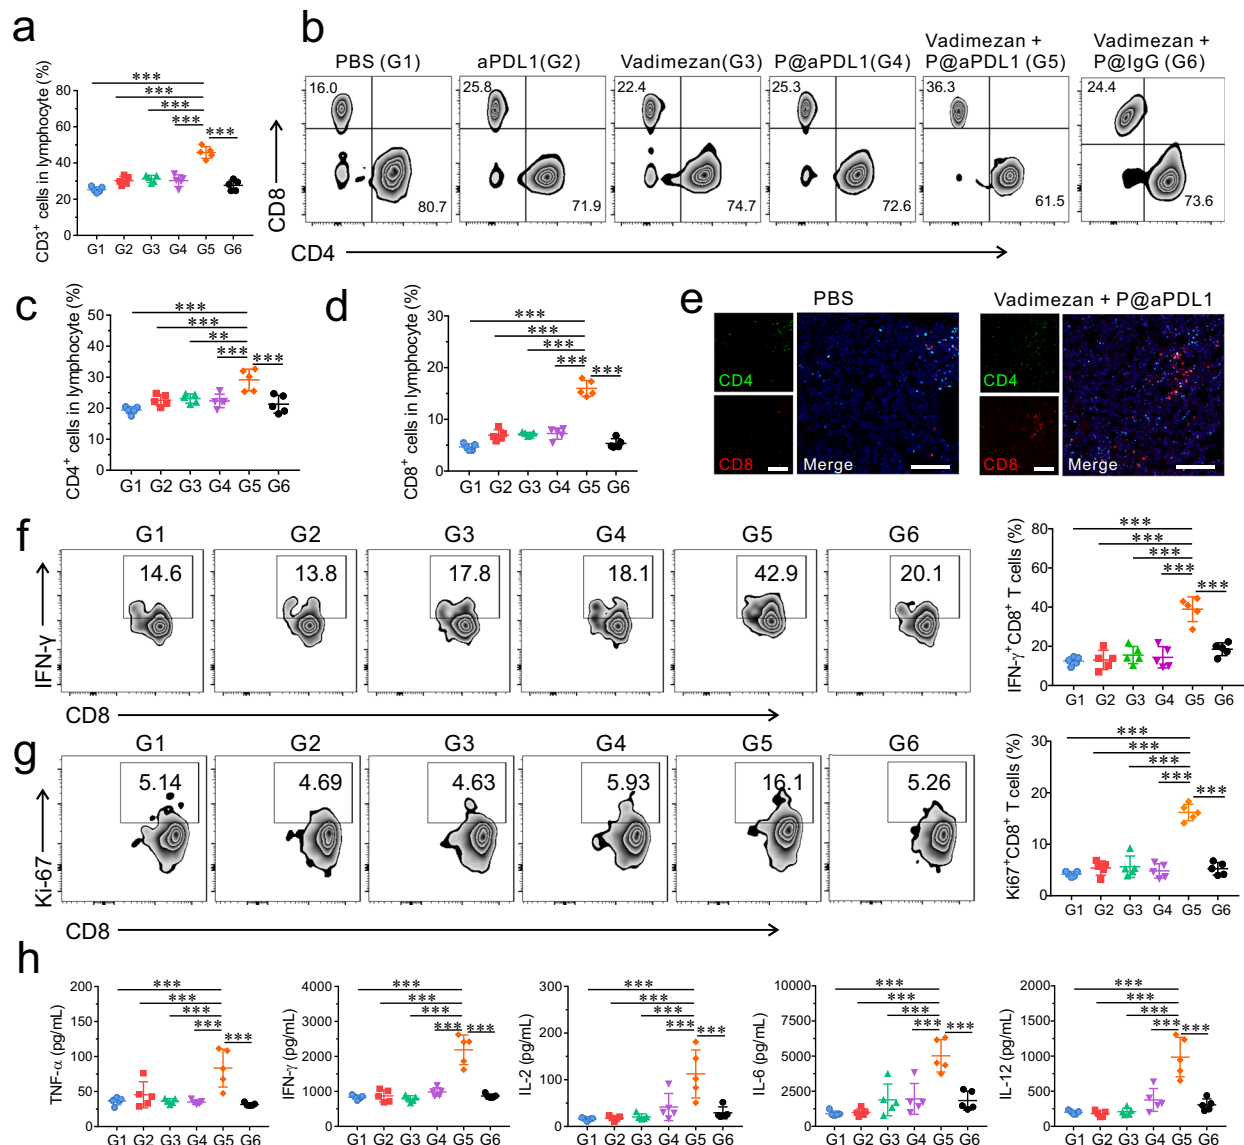 a
CD3+ cells in lymphocyte (%)
80
60
40
20
0
***
***
***
***
***
G1 G2 G3 G4 G5 G6
b
PBS (G1)
aPDL1(G2)
Vadimezan(G3)
P@aPDL1(G4)
Vadimezan +
P@aPDL1 (G5)
Vadimezan +
P@IgG (G6)
16.0
80.7
25.8
71.9
22.4
74.7
25.3
72.6
36.3
61.5
24.4
73.6
CD8
CD4
c
CD4+ cells in lymphocyte (%)
50
40
30
20
10
0
***
***
**
***
***
G1 G2 G3 G4 G5 G6
d
CD8+ cells in lymphocyte (%)
30
20
10
0
***
***
***
***
***
G1 G2 G3 G4 G5 G6
e
PBS
CD4
CD8
Merge
Vadimezan + P@aPDL1
CD4
CD8
Merge
f
G1 G2 G3 G4 G5 G6
14.6 13.8 17.8 18.1 42.9 20.1
IFN-γ
CD8
IFN-γ+CD8+ T cells (%)
80
60
40
20
0
***
***
***
***
***
G1 G2 G3 G4 G5 G6
g
G1 G2 G3 G4 G5 G6
5.14 4.69 4.63 5.93 16.1 5.26
Ki-67
CD8
Ki67+CD8+ T cells (%)
30
20
10
0
***
***
***
***
***
G1 G2 G3 G4 G5 G6
h
TNF-α (pg/mL)
200
150
100
50
0
***
***
***
***
***
G1 G2 G3 G4 G5 G6
IFN-γ (pg/mL)
4000
3000
2000
1000
0
***
***
***
***
***
G1 G2 G3 G4 G5 G6
IL-2 (pg/mL)
300
200
100
0
***
***
***
***
***
G1 G2 G3 G4 G5 G6
IL-6 (pg/mL)
10000
7500
5000
2500
0
***
***
***
***
***
G1 G2 G3 G4 G5 G6
IL-12 (pg/mL)
2000
1500
1000
500
0
***
***
***
***
***
G1 G2 G3 G4 G5 G6